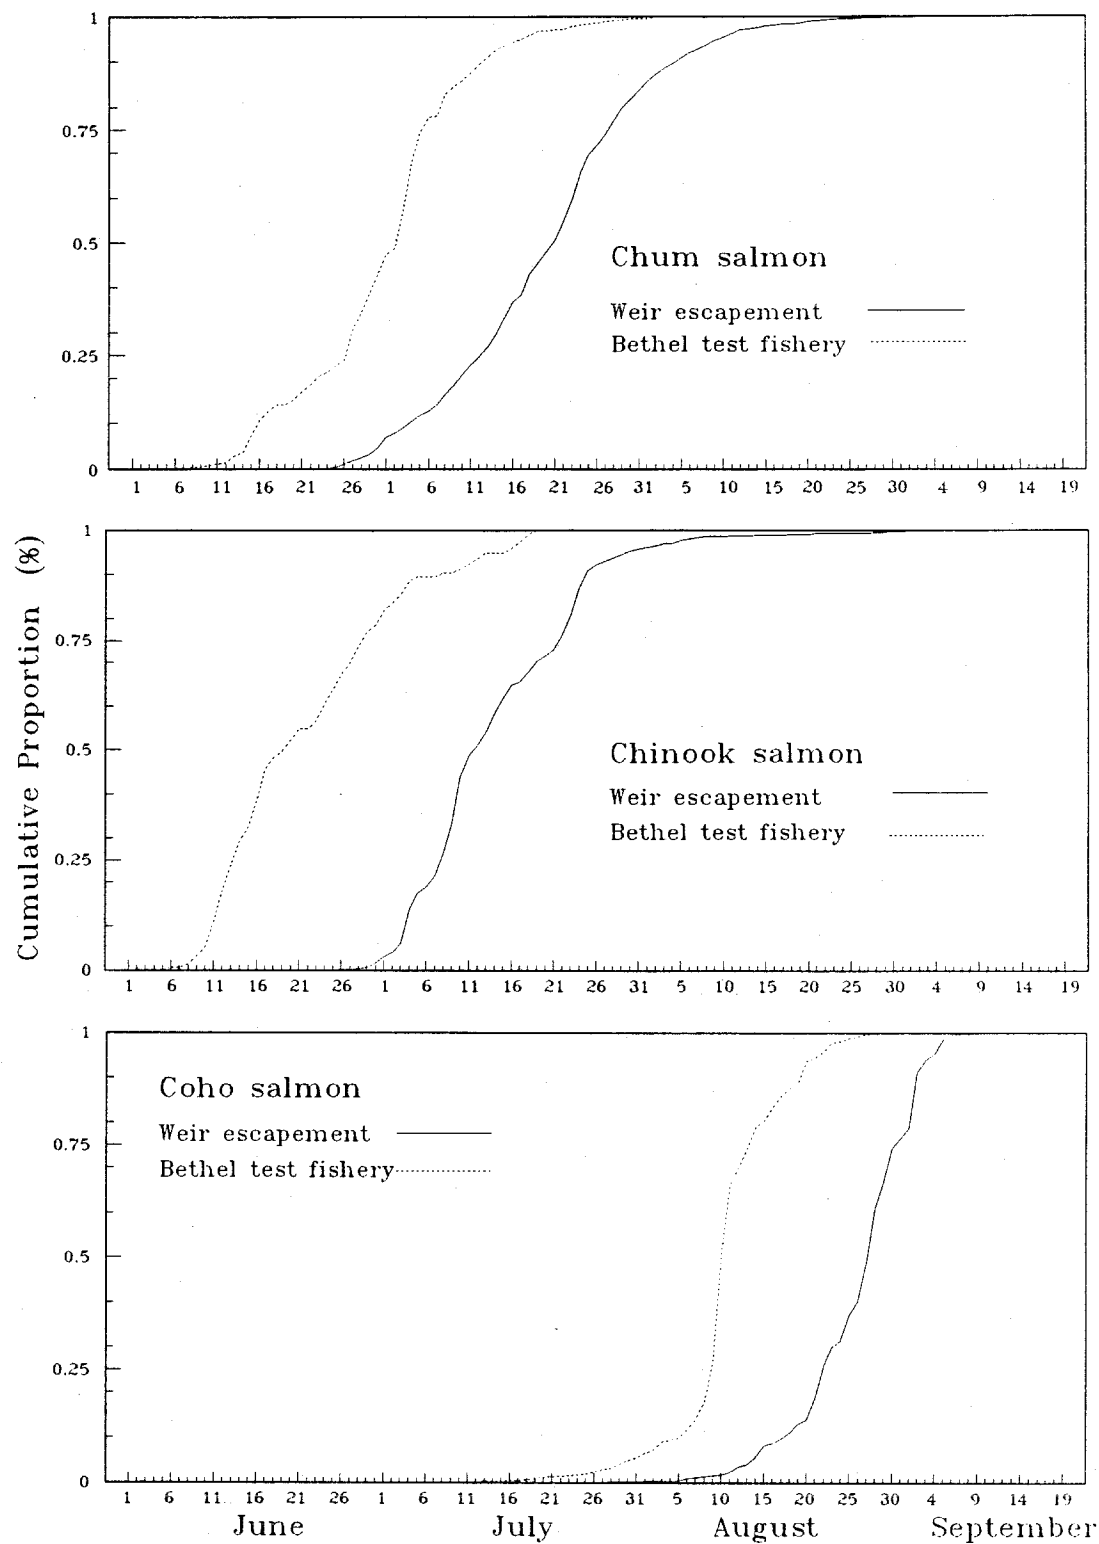 1
0.75
0.5
0.25
0
Chum salmon
Weir escapement
Bethel test fishery
1 6 11 16 21 26 1 6 11 16 21 26 31 5 10 15 20 25 30 4 9 14 19
Cumulative Proportion (%)
1
0.75
0.5
0.25
0
Chinook salmon
Weir escapement
Bethel test fishery
1 6 11 16 21 26 1 6 11 16 21 26 31 5 10 15 20 25 30 4 9 14 19
1
0.75
0.5
0.25
0
Coho salmon
Weir escapement
Bethel test fishery
1 6 11 16 21 26 1 6 11 16 21 26 31 5 10 15 20 25 30 4 9 14 19
June July August September